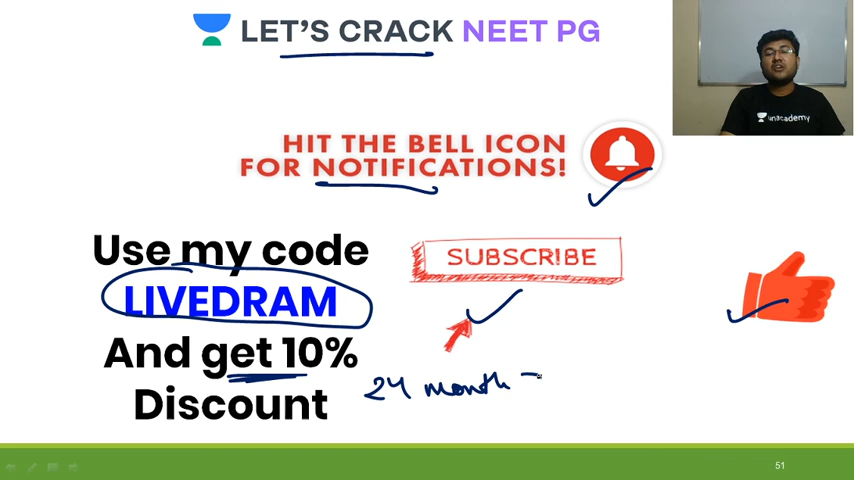 LET'S CRACK NEET PG
unacademy
HIT THE BELL ICON
FOR NOTIFICATIONS!
Use my code
LIVEDRAM
And get 10%
Discount
SUBSCRIBE
24 month -
51